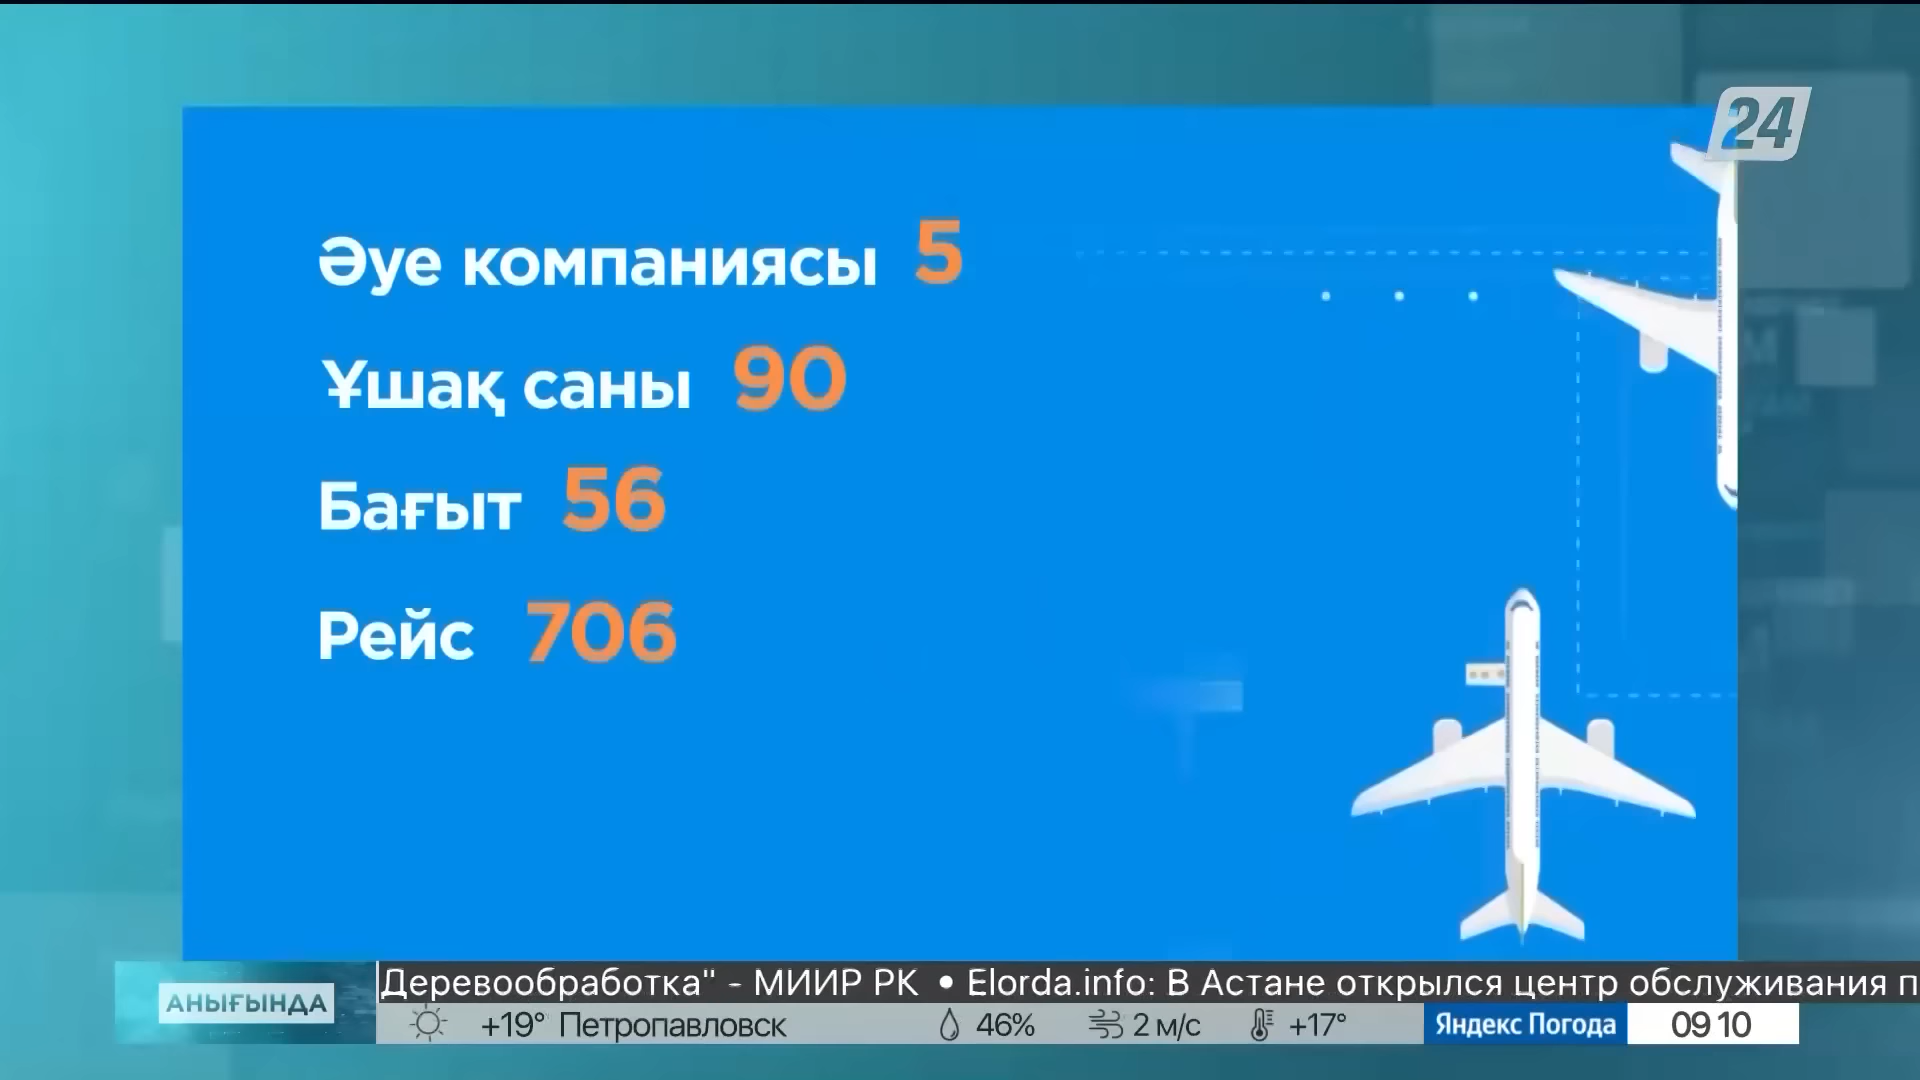 24
Әуе компаниясы 5
Ұшақ саны 90
Бағыт 56
Рейс 706
Деревообработка" - МИИР РК • Elorda.info: В Астане открылся центр обслуживания п
АНЫҒЫНДА
+19° Петропавловск 46% 2 м/с +17° Яндекс Погода 09 10